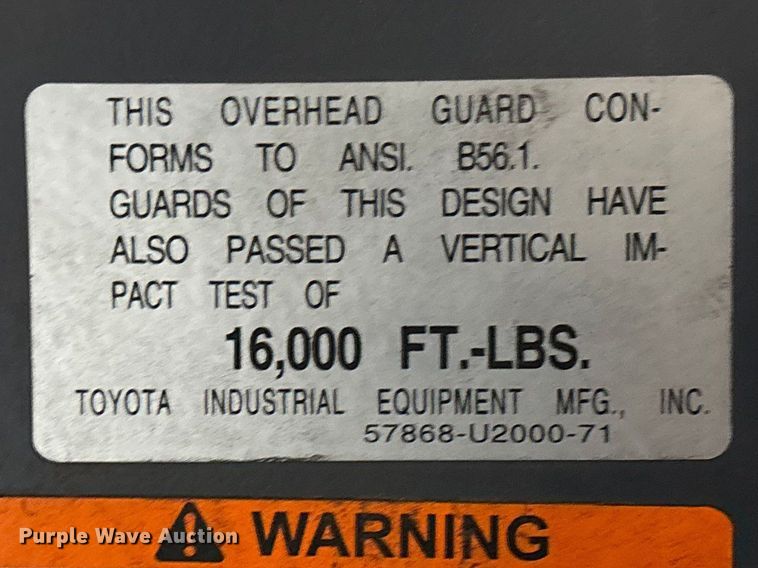 THIS OVERHEAD GUARD CON-
FORMS TO ANSI. B56.1.
GUARDS OF THIS DESIGN HAVE
ALSO PASSED A VERTICAL IM-
PACT TEST OF
16,000 FT.-LBS.
TOYOTA INDUSTRIAL EQUIPMENT MFG., INC.
57868-U2000-71
WARNING
Purple Wave Auction